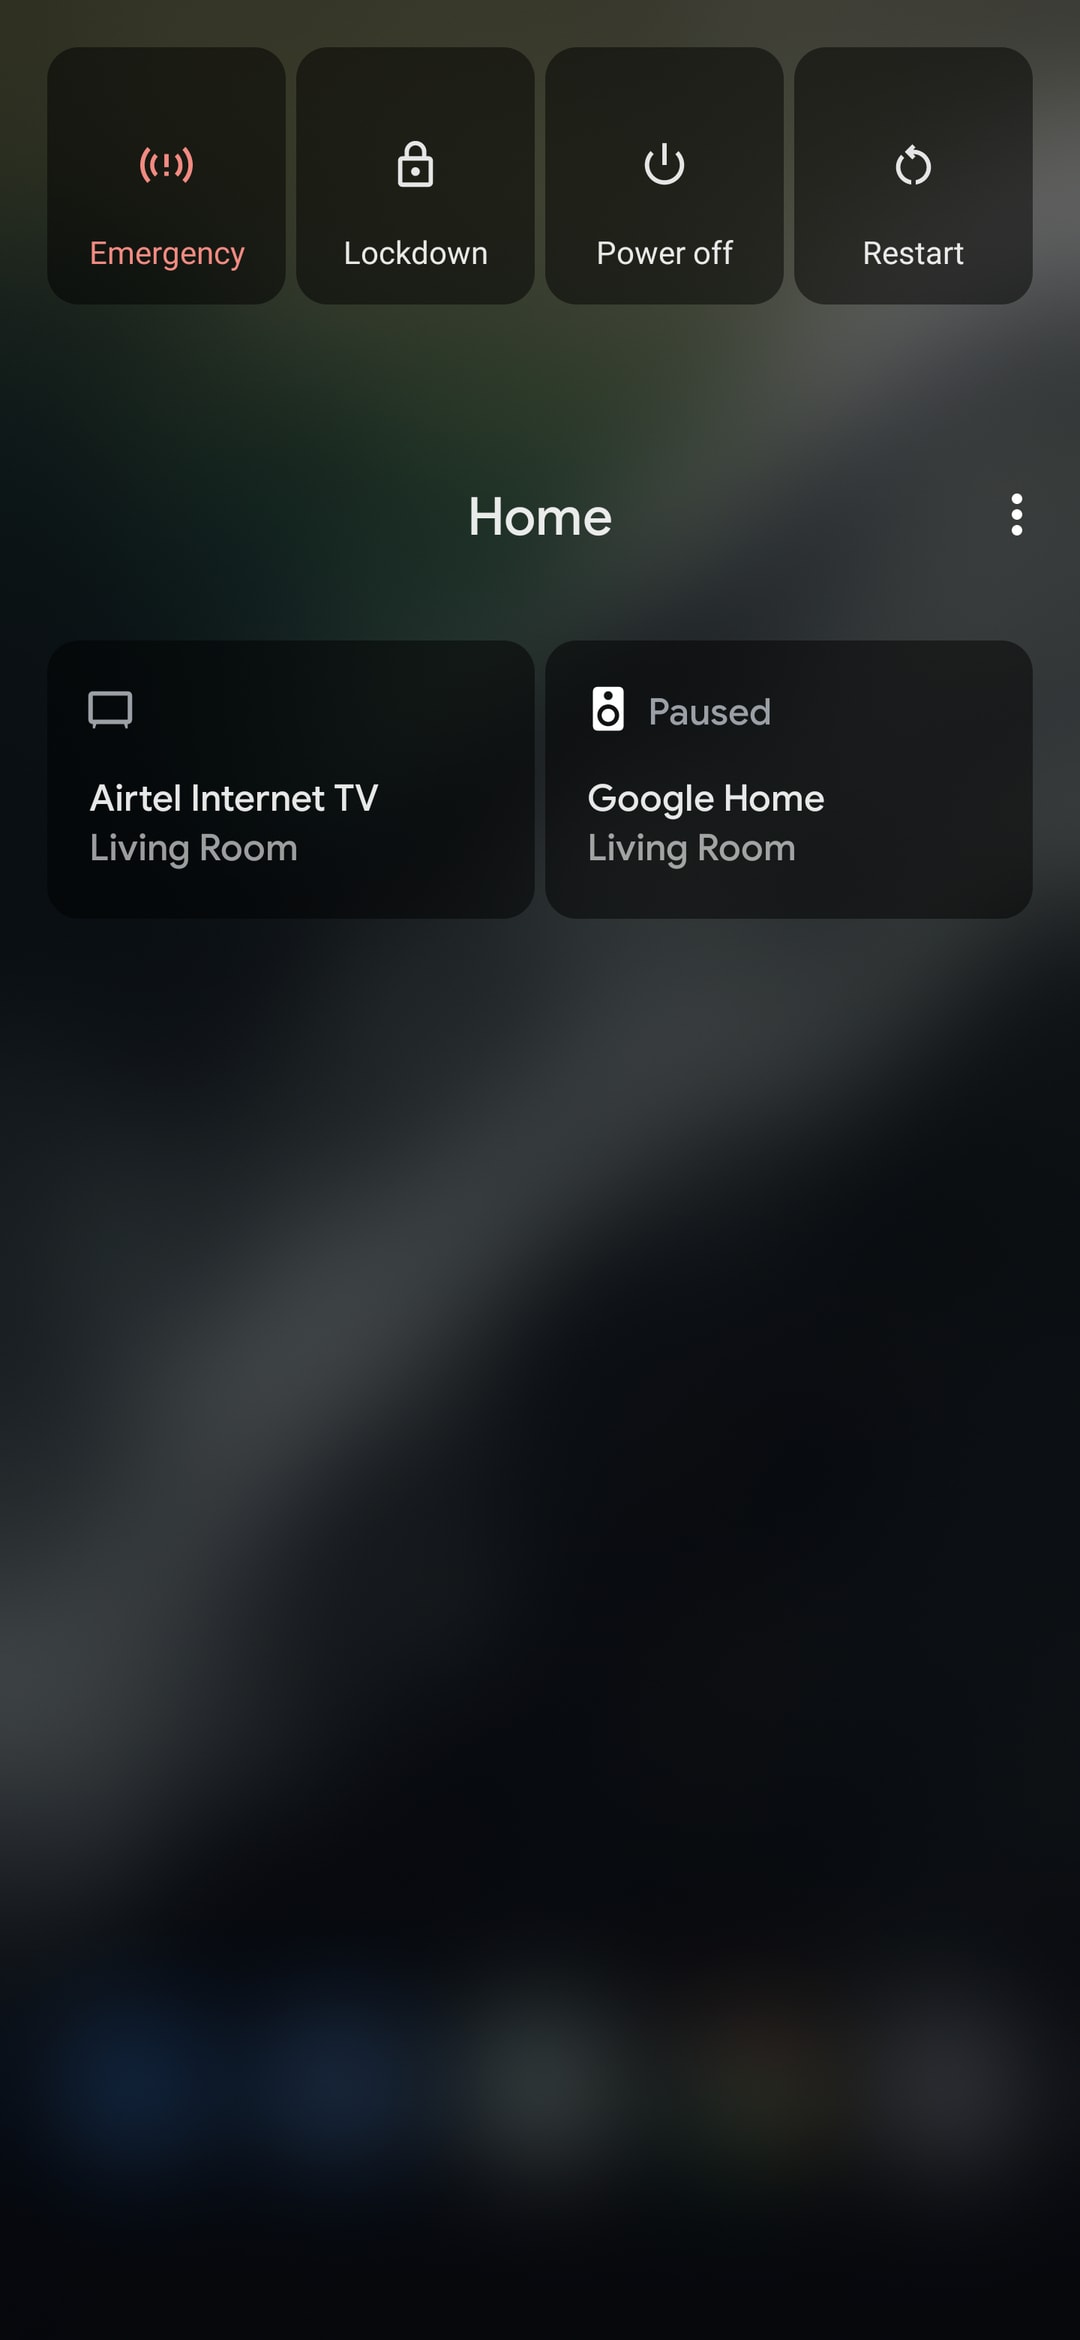 Emergency
Lockdown
Power off
Restart
Home
Airtel Internet TV
Living Room
Paused
Google Home
Living Room